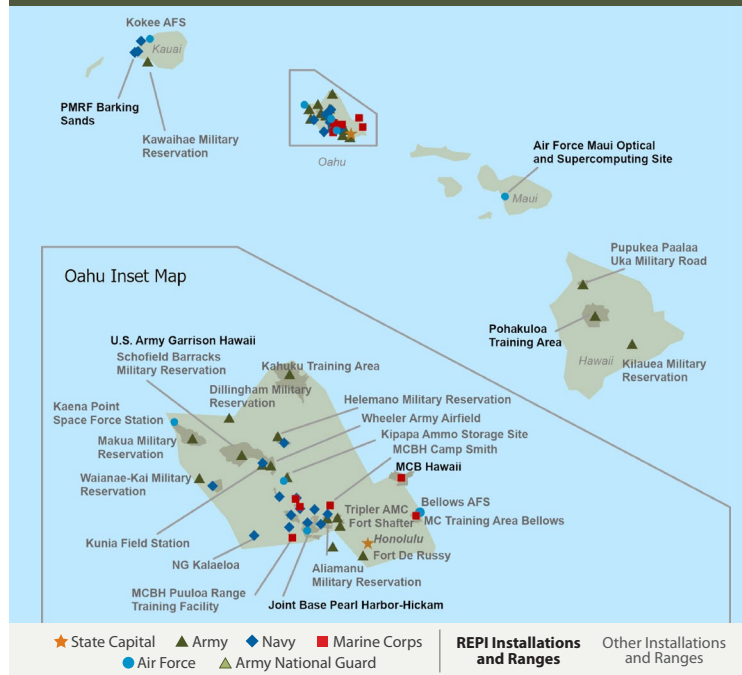 Kokee AFS
Kauai
PMRF Barking
Sands
Kawaihae Military
Reservation
Oahu
Air Force Maui Optical
and Supercomputing Site
Maui
Pupukea Paalaa
Uka Military Road
Pohakuloa
Training Area
Hawaii
Kilauea Military
Reservation
Oahu Inset Map
U.S. Army Garrison Hawaii
Schofield Barracks
Military Reservation
Kahuku Training Area
Dillingham Military
Reservation
Helemano Military Reservation
Kaena Point
Space Force Station
Wheeler Army Airfield
Kipapa Ammo Storage Site
Makua Military
Reservation
MCBH Camp Smith
MCB Hawaii
Waianae-Kai Military
Reservation
Bellows AFS
Tripler AMC
Fort Shafter
MC Training Area Bellows
Kunia Field Station
Honolulu
Fort De Russy
NG Kalaeloa
Aliamanu
Military Reservation
MCBH Puuloa Range
Training Facility
Joint Base Pearl Harbor-Hickam
State Capital
Army
Navy
Marine Corps
Air Force
Army National Guard
REPI Installations
and Ranges
Other Installations
and Ranges